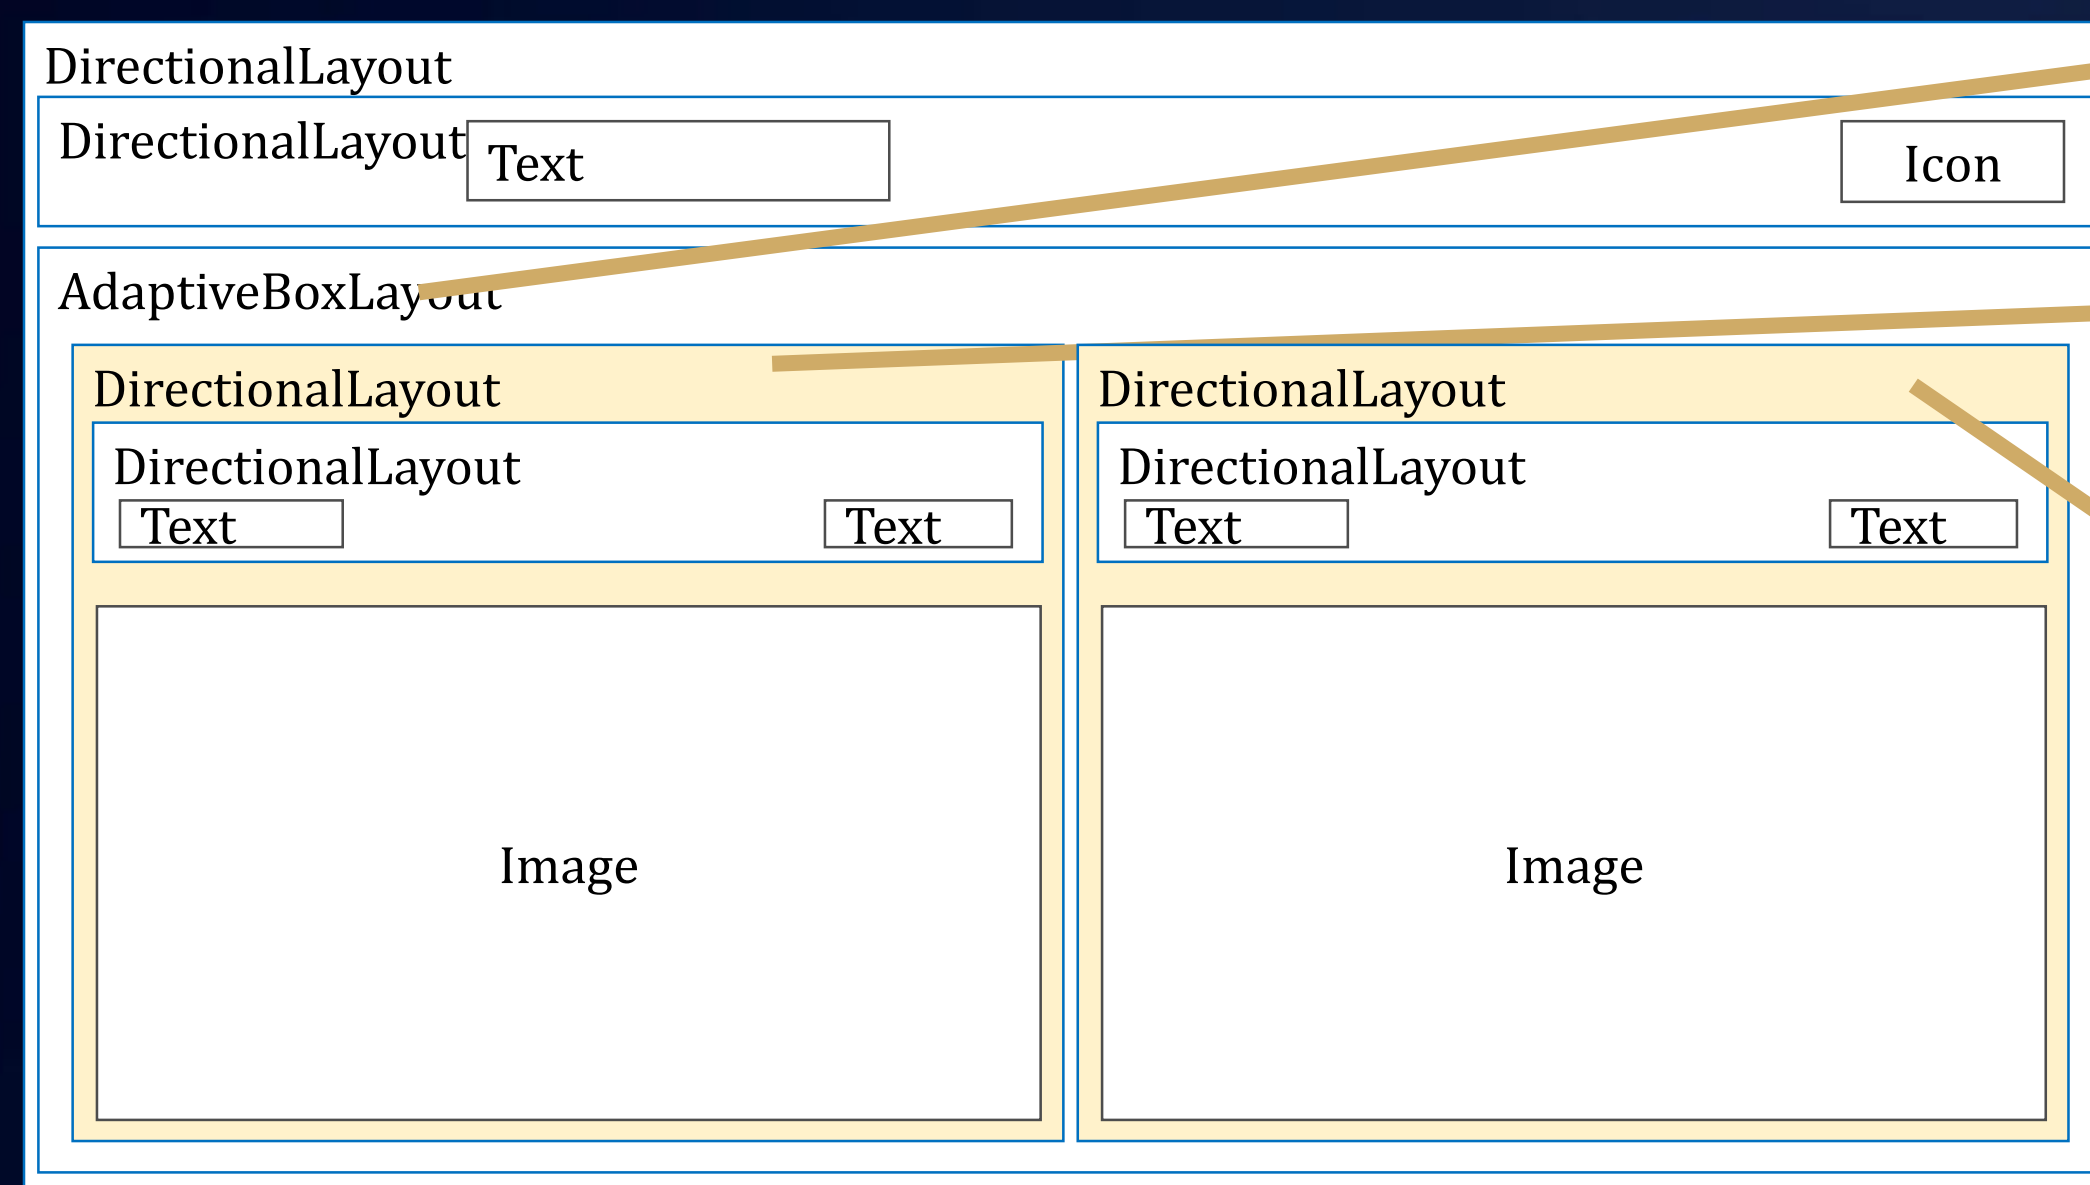 DirectionalLayout
DirectionalLayout
Text
Icon
AdaptiveBoxLayout
DirectionalLayout
DirectionalLayout
Text
Text
Image
DirectionalLayout
DirectionalLayout
Text
Text
Image